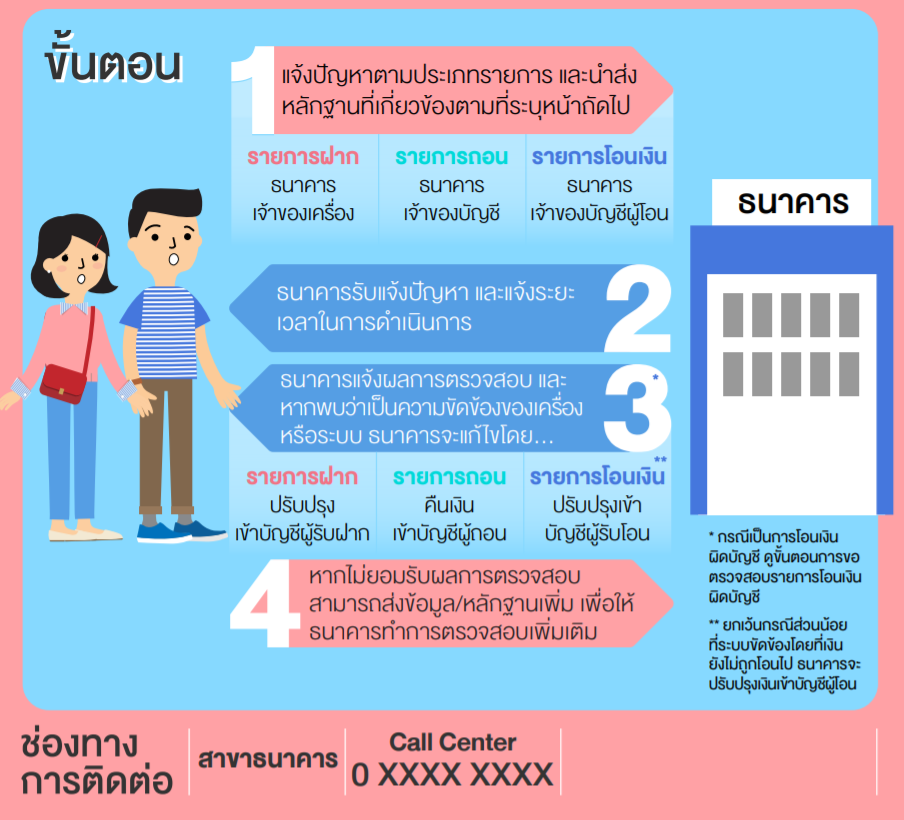 ขั้นตอน
1
แจ้งปัญหาตามประเภทรายการ และนำส่ง
หลักฐานที่เกี่ยวข้องตามที่ระบุหน้าถัดไป
รายการฝาก
ธนาคาร
เจ้าของเครื่อง
รายการถอน
ธนาคาร
เจ้าของบัญชี
รายการโอนเงิน
ธนาคาร
เจ้าของบัญชีผู้โอน
ธนาคาร
ธนาคารรับแจ้งปัญหา และแจ้งระยะ
เวลาในการดำเนินการ
2
ธนาคารแจ้งผลการตรวจสอบ และ
หากพบว่าเป็นความขัดข้องของเครื่อง
หรือระบบ ธนาคารจะแก้ไขโดย...
3*
รายการฝาก
ปรับปรุง
เข้าบัญชีผู้รับฝาก
รายการถอน
คืนเงิน
เข้าบัญชีผู้ถอน
รายการโอนเงิน**
ปรับปรุงเข้า
บัญชีผู้รับโอน
4
หากไม่ยอมรับผลการตรวจสอบ
สามารถส่งข้อมูล/หลักฐานเพิ่ม เพื่อให้
ธนาคารทำการตรวจสอบเพิ่มเติม
* กรณีเป็นการโอนเงิน
ผิดบัญชี ดูขั้นตอนการขอ
ตรวจสอบรายการโอนเงิน
ผิดบัญชี
** ยกเว้นกรณีส่วนน้อย
ที่ระบบขัดข้องโดยที่เงิน
ยังไม่ถูกโอนไป ธนาคารจะ
ปรับปรุงเงินเข้าบัญชีผู้โอน
ช่องทาง
การติดต่อ
สาขาธนาคาร
Call Center
0 XXXX XXXX